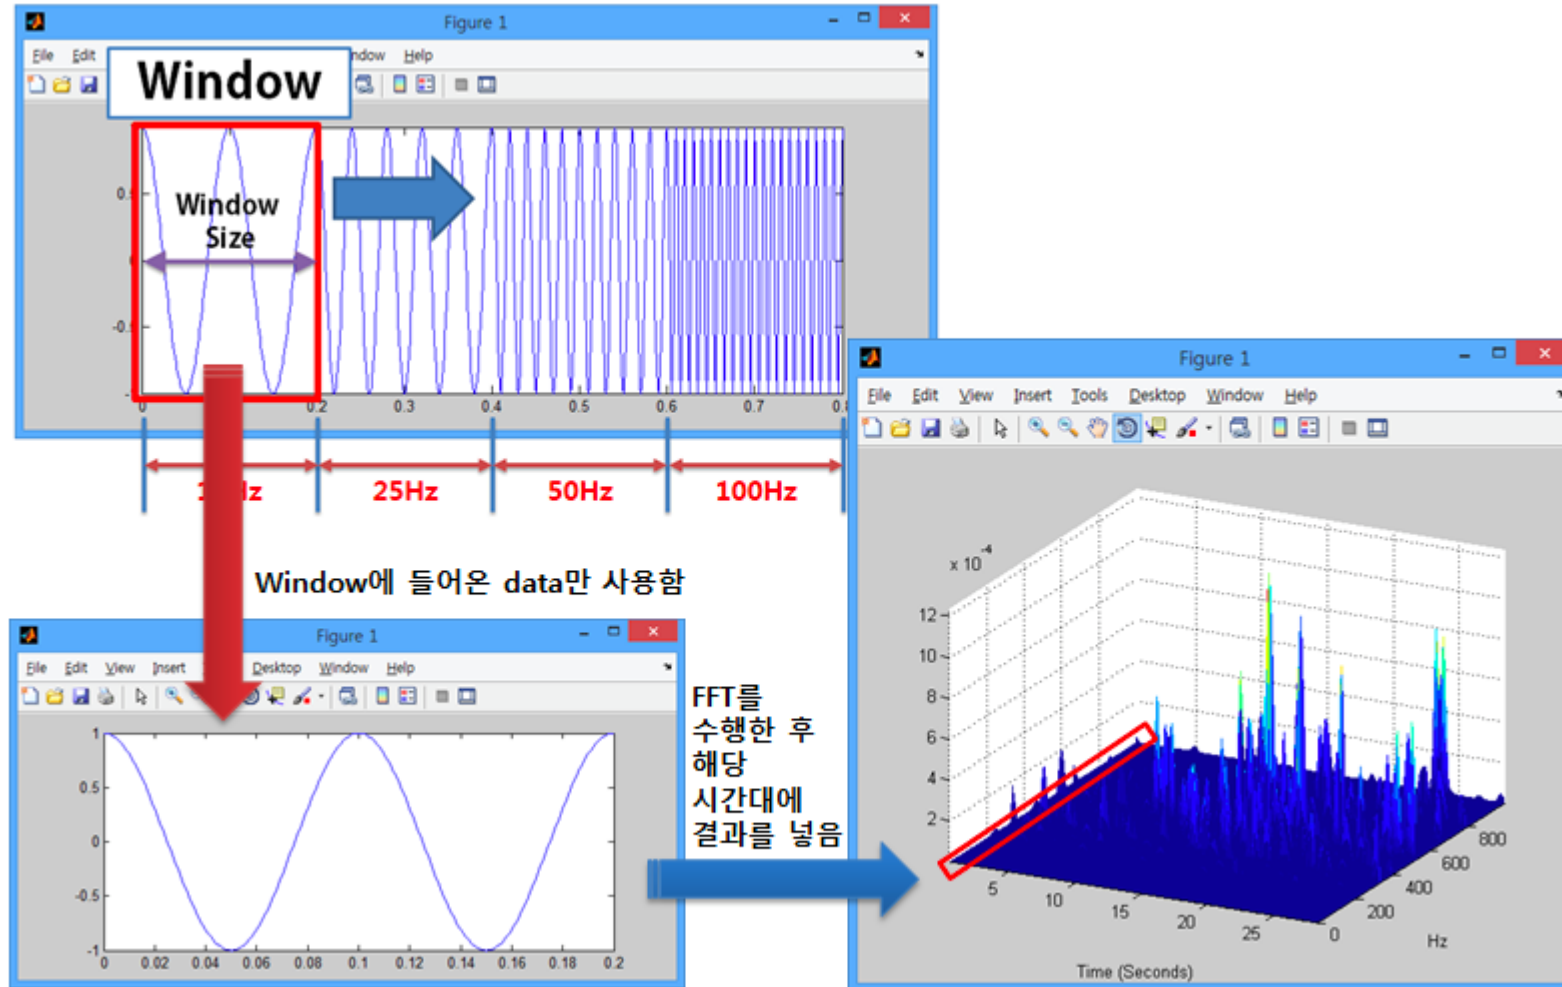 Figure 1
File Edit ndow Help
Window
Window
Size
0 0.2 0.3 0.4 0.5 0.6 0.7
25Hz 50Hz 100Hz
Window에 들어온 data만 사용함
Figure 1
File Edit View Insert Desktop Window Help
1
0.5
0
-0.5
-1
0 0.02 0.04 0.06 0.08 0.1 0.12 0.14 0.16 0.18 0.2
FFT를
수행한 후
해당
시간대에
결과를 넣음
Figure 1
File Edit View Insert Tools Desktop Window Help
x 10⁻⁴
12
10
8
6
4
2
5 10 15 20 25
0 200 400 600 800
Hz
Time (Seconds)